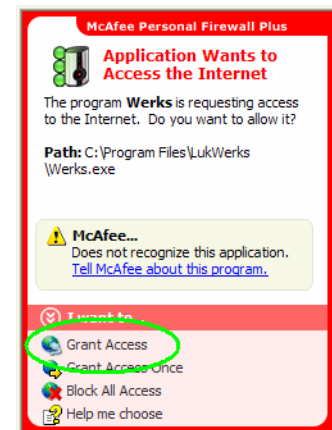 McAfee Personal Firewall Plus
Application Wants to
Access the Internet
The program Werks is requesting access
to the Internet. Do you want to allow it?
Path: C:\Program Files\LukWerks
\Werks.exe
McAfee...
Does not recognize this application.
Tell McAfee about this program.
I want to...
Grant Access
Grant Access Once
Block All Access
Help me choose